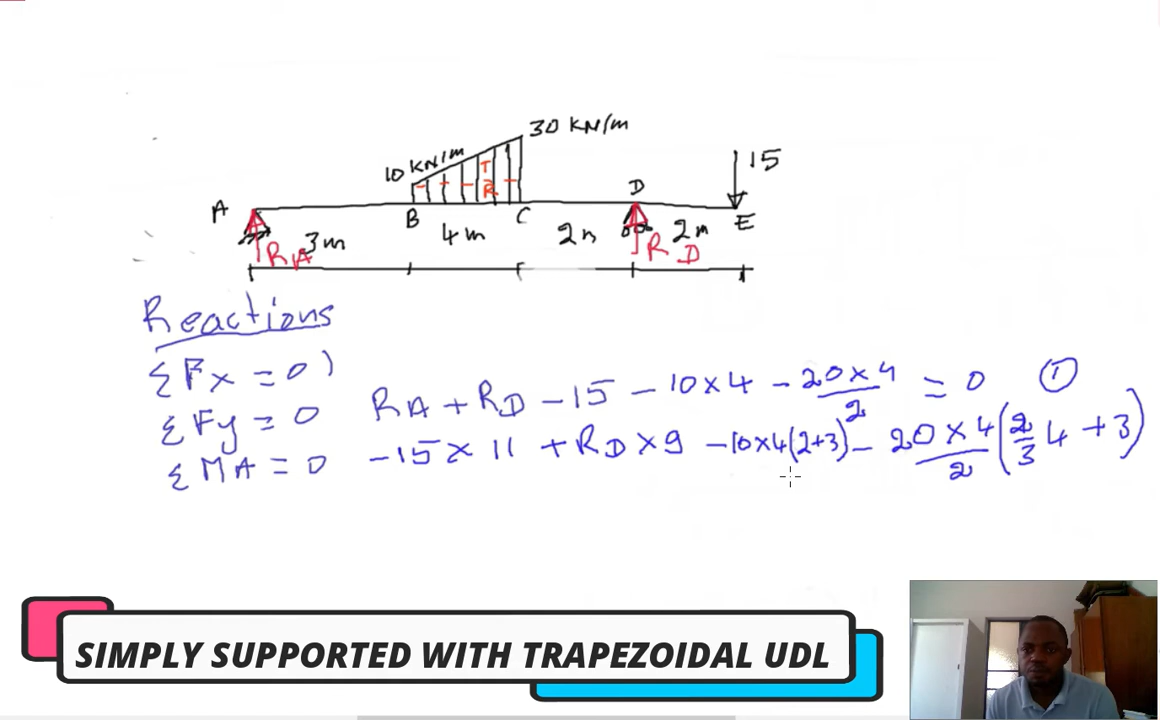 30 KN/m
10 KN/m
15
T
R
A B C D E
3m 4m 2m 2m
RA RD
Reactions
ΣFx = 0)
ΣFy = 0 RA + RD - 15 - 10×4 - 20×4/2 = 0 ①
ΣMA = 0 -15 × 11 + RD × 9 - 10×4(2+3) - 20×4/2 (2/3 4 + 3)
SIMPLY SUPPORTED WITH TRAPEZOIDAL UDL